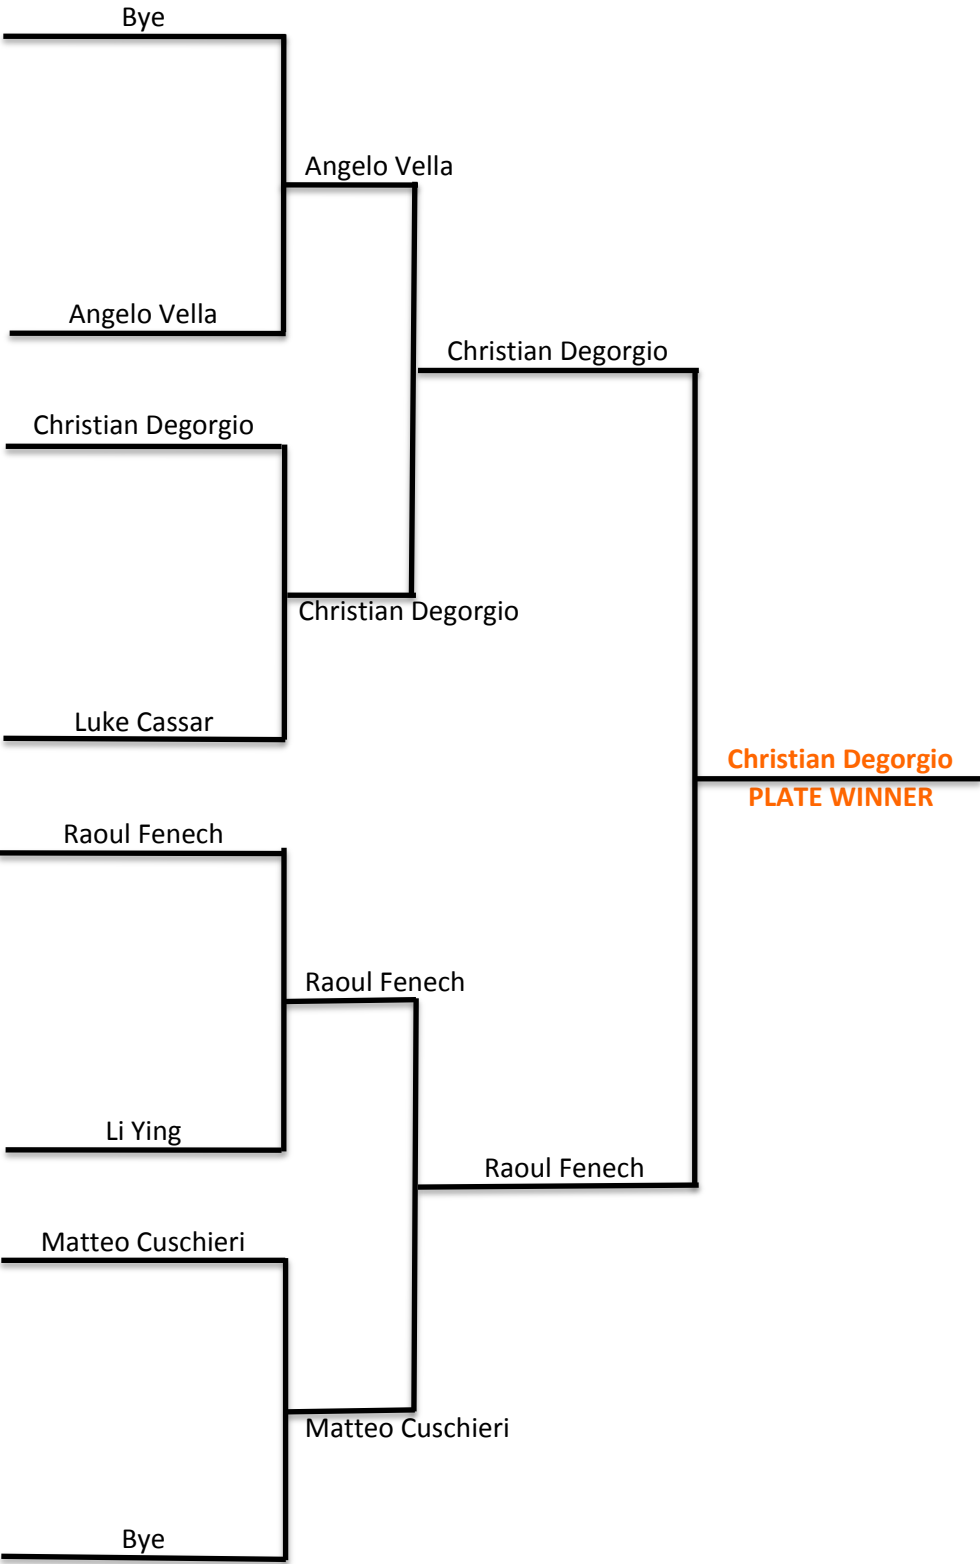 Bye
Angelo Vella
Angelo Vella
Christian Degorgio
Christian Degorgio
Christian Degorgio
Luke Cassar
Christian Degorgio
PLATE WINNER
Raoul Fenech
Raoul Fenech
Li Ying
Raoul Fenech
Matteo Cuschieri
Matteo Cuschieri
Bye